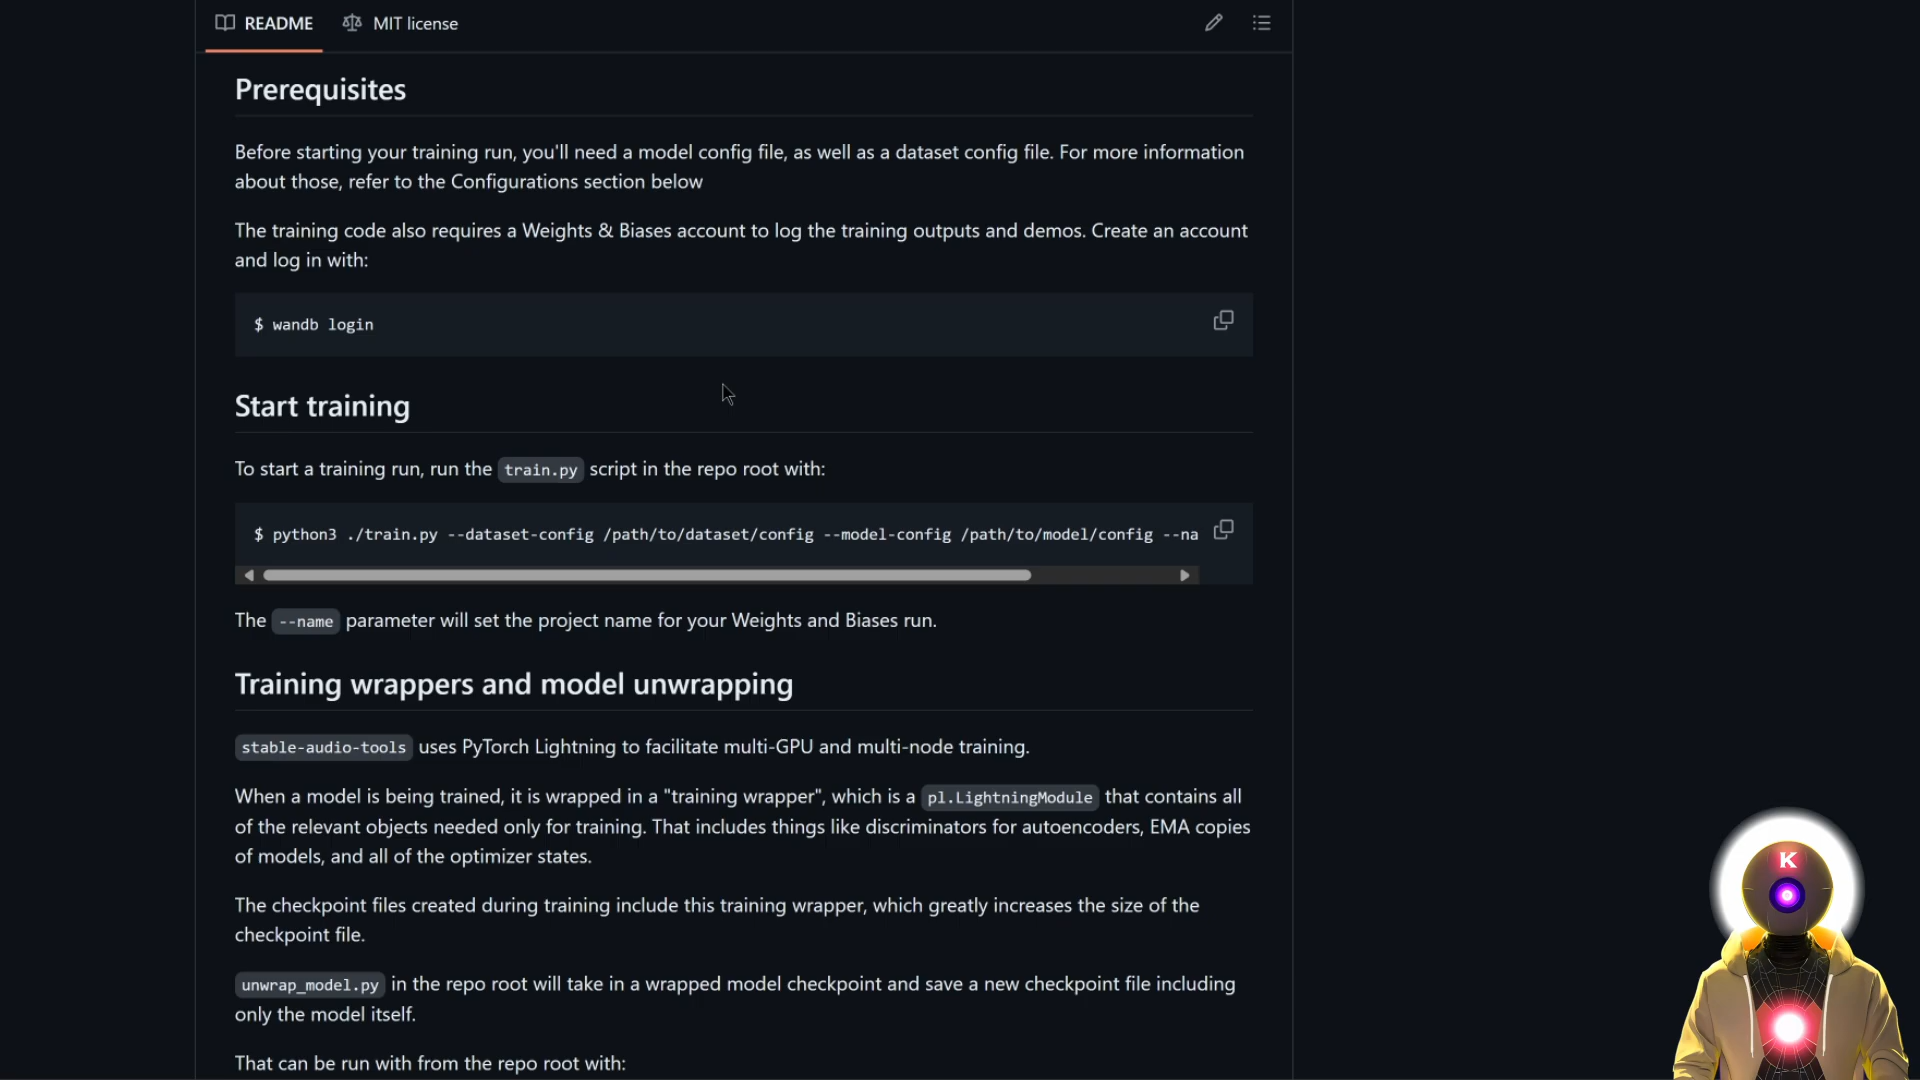 README MIT license
Prerequisites
Before starting your training run, you'll need a model config file, as well as a dataset config file. For more information
about those, refer to the Configurations section below
The training code also requires a Weights & Biases account to log the training outputs and demos. Create an account
and log in with:
$ wandb login
Start training
To start a training run, run the train.py script in the repo root with:
$ python3 ./train.py --dataset-config /path/to/dataset/config --model-config /path/to/model/config --na
The --name parameter will set the project name for your Weights and Biases run.
Training wrappers and model unwrapping
stable-audio-tools uses PyTorch Lightning to facilitate multi-GPU and multi-node training.
When a model is being trained, it is wrapped in a "training wrapper", which is a pl.LightningModule that contains all
of the relevant objects needed only for training. That includes things like discriminators for autoencoders, EMA copies
of models, and all of the optimizer states.
The checkpoint files created during training include this training wrapper, which greatly increases the size of the
checkpoint file.
unwrap_model.py in the repo root will take in a wrapped model checkpoint and save a new checkpoint file including
only the model itself.
That can be run with from the repo root with:
K